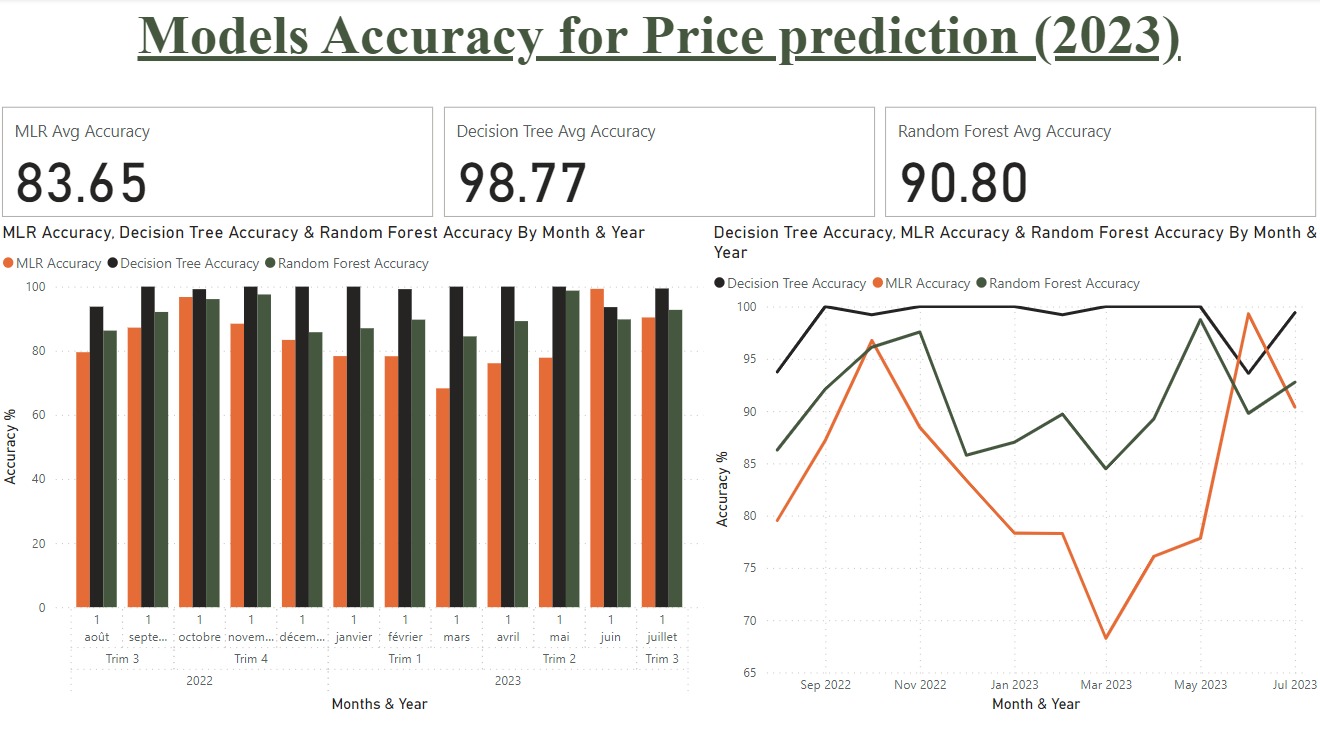 Models Accuracy for Price prediction (2023)
MLR Avg Accuracy
83.65
Decision Tree Avg Accuracy
98.77
Random Forest Avg Accuracy
90.80
MLR Accuracy, Decision Tree Accuracy & Random Forest Accuracy By Month & Year
MLR Accuracy Decision Tree Accuracy Random Forest Accuracy
Accuracy %
100
80
60
40
20
0
1 1 1 1 1 1 1 1 1 1 1 1
août septe... octobre novem... décem... janvier février mars avril mai juin juillet
Trim 3 Trim 4 Trim 1 Trim 2 Trim 3
2022 2023
Months & Year
Decision Tree Accuracy, MLR Accuracy & Random Forest Accuracy By Month &
Year
Decision Tree Accuracy MLR Accuracy Random Forest Accuracy
Accuracy %
100
95
90
85
80
75
70
65
Sep 2022 Nov 2022 Jan 2023 Mar 2023 May 2023 Jul 2023
Month & Year